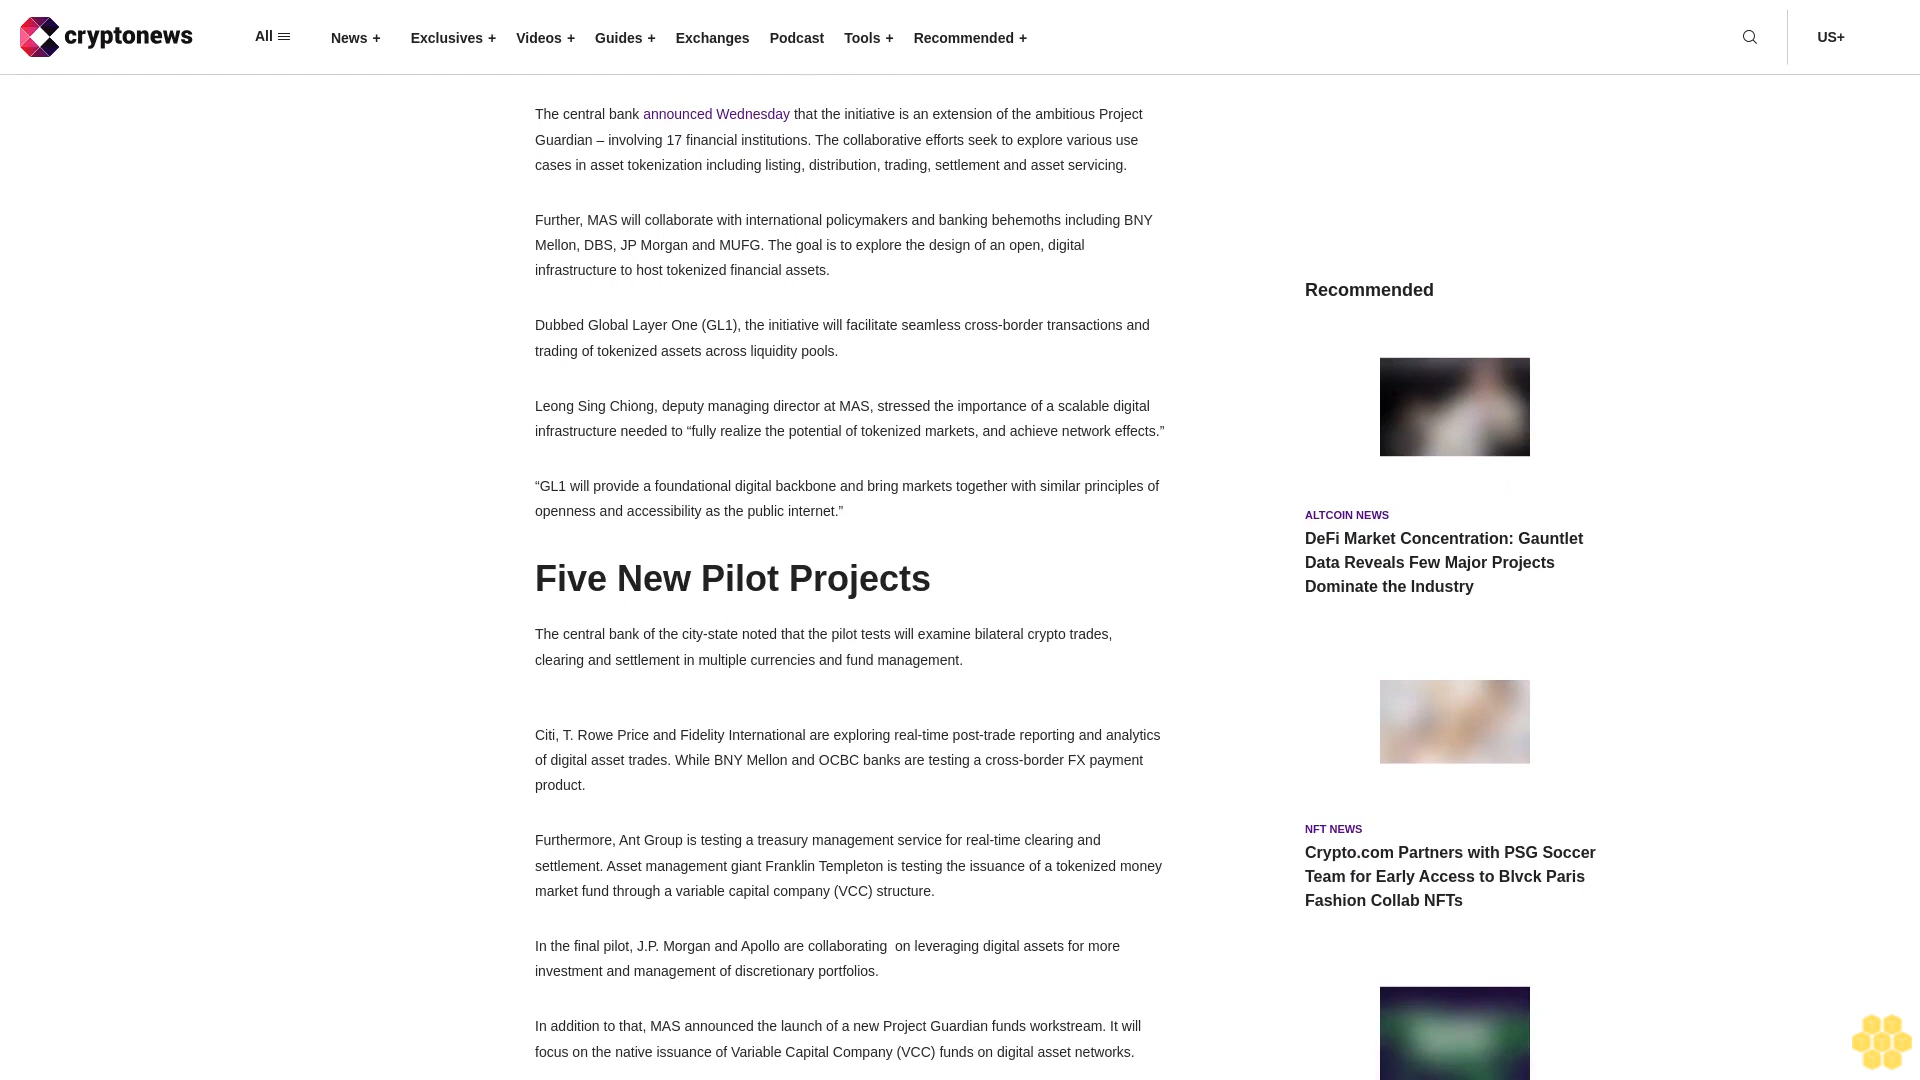 cryptonews
All
News +
Exclusives +
Videos +
Guides +
Exchanges
Podcast
Tools +
Recommended +
US+
The central bank announced Wednesday that the initiative is an extension of the ambitious Project
Guardian – involving 17 financial institutions. The collaborative efforts seek to explore various use
cases in asset tokenization including listing, distribution, trading, settlement and asset servicing.
Further, MAS will collaborate with international policymakers and banking behemoths including BNY
Mellon, DBS, JP Morgan and MUFG. The goal is to explore the design of an open, digital
infrastructure to host tokenized financial assets.
Dubbed Global Layer One (GL1), the initiative will facilitate seamless cross-border transactions and
trading of tokenized assets across liquidity pools.
Leong Sing Chiong, deputy managing director at MAS, stressed the importance of a scalable digital
infrastructure needed to “fully realize the potential of tokenized markets, and achieve network effects.”
“GL1 will provide a foundational digital backbone and bring markets together with similar principles of
openness and accessibility as the public internet.”
Five New Pilot Projects
The central bank of the city-state noted that the pilot tests will examine bilateral crypto trades,
clearing and settlement in multiple currencies and fund management.
Citi, T. Rowe Price and Fidelity International are exploring real-time post-trade reporting and analytics
of digital asset trades. While BNY Mellon and OCBC banks are testing a cross-border FX payment
product.
Furthermore, Ant Group is testing a treasury management service for real-time clearing and
settlement. Asset management giant Franklin Templeton is testing the issuance of a tokenized money
market fund through a variable capital company (VCC) structure.
In the final pilot, J.P. Morgan and Apollo are collaborating  on leveraging digital assets for more
investment and management of discretionary portfolios.
In addition to that, MAS announced the launch of a new Project Guardian funds workstream. It will
focus on the native issuance of Variable Capital Company (VCC) funds on digital asset networks.
Recommended
ALTCOIN NEWS
DeFi Market Concentration: Gauntlet
Data Reveals Few Major Projects
Dominate the Industry
NFT NEWS
Crypto.com Partners with PSG Soccer
Team for Early Access to Blvck Paris
Fashion Collab NFTs